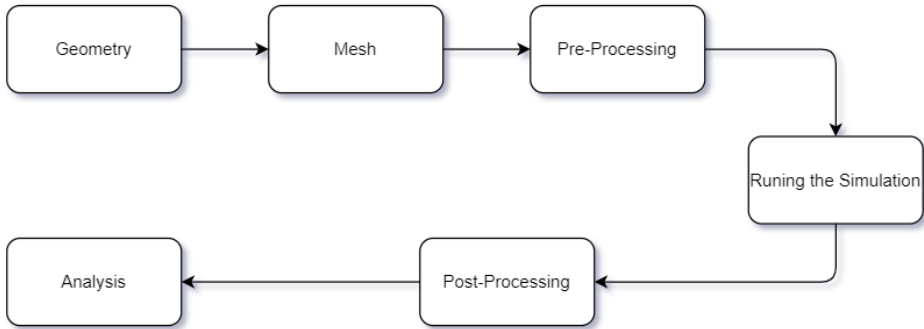 Geometry
Mesh
Pre-Processing
Runing the Simulation
Post-Processing
Analysis